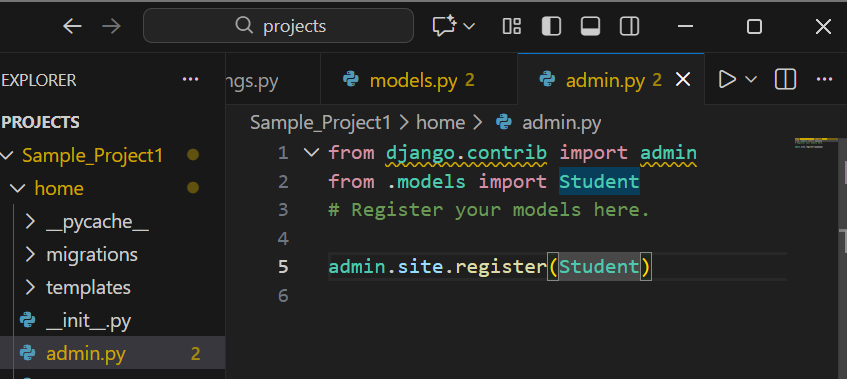 projects
EXPLORER
ngs.py
models.py 2
admin.py 2
PROJECTS
Sample_Project1 > home > admin.py
Sample_Project1
home
__pycache__
migrations
templates
__init__.py
admin.py 2
1 from django.contrib import admin
2 from .models import Student
3 # Register your models here.
4
5 admin.site.register(Student)
6